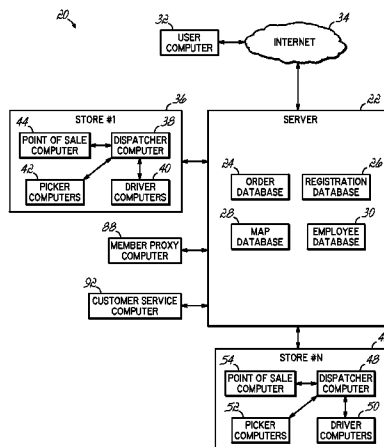 20
32
USER COMPUTER
34
INTERNET
36
STORE #1
44
POINT OF SALE COMPUTER
38
DISPATCHER COMPUTER
42
PICKER COMPUTERS
40
DRIVER COMPUTERS
22
SERVER
24
ORDER DATABASE
26
REGISTRATION DATABASE
28
MAP DATABASE
30
EMPLOYEE DATABASE
88
MEMBER PROXY COMPUTER
92
CUSTOMER SERVICE COMPUTER
STORE #N
54
POINT OF SALE COMPUTER
48
DISPATCHER COMPUTER
52
PICKER COMPUTERS
50
DRIVER COMPUTERS